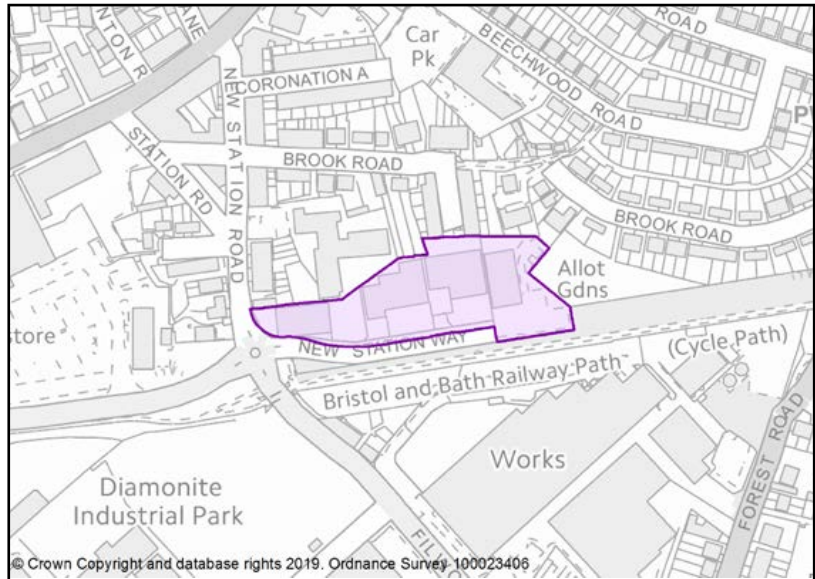 Car
Pk
BEECHWOOD ROAD
ROAD
CORONATION A
NEW STATION ROAD
STATION RD
BROOK ROAD
BROOK ROAD
Allot
Gdns
store
NEW STATION WAY
(Cycle Path)
Bristol and Bath Railway Path
Works
Diamonite
Industrial Park
FOREST ROAD
© Crown Copyright and database rights 2019. Ordnance Survey 100023406